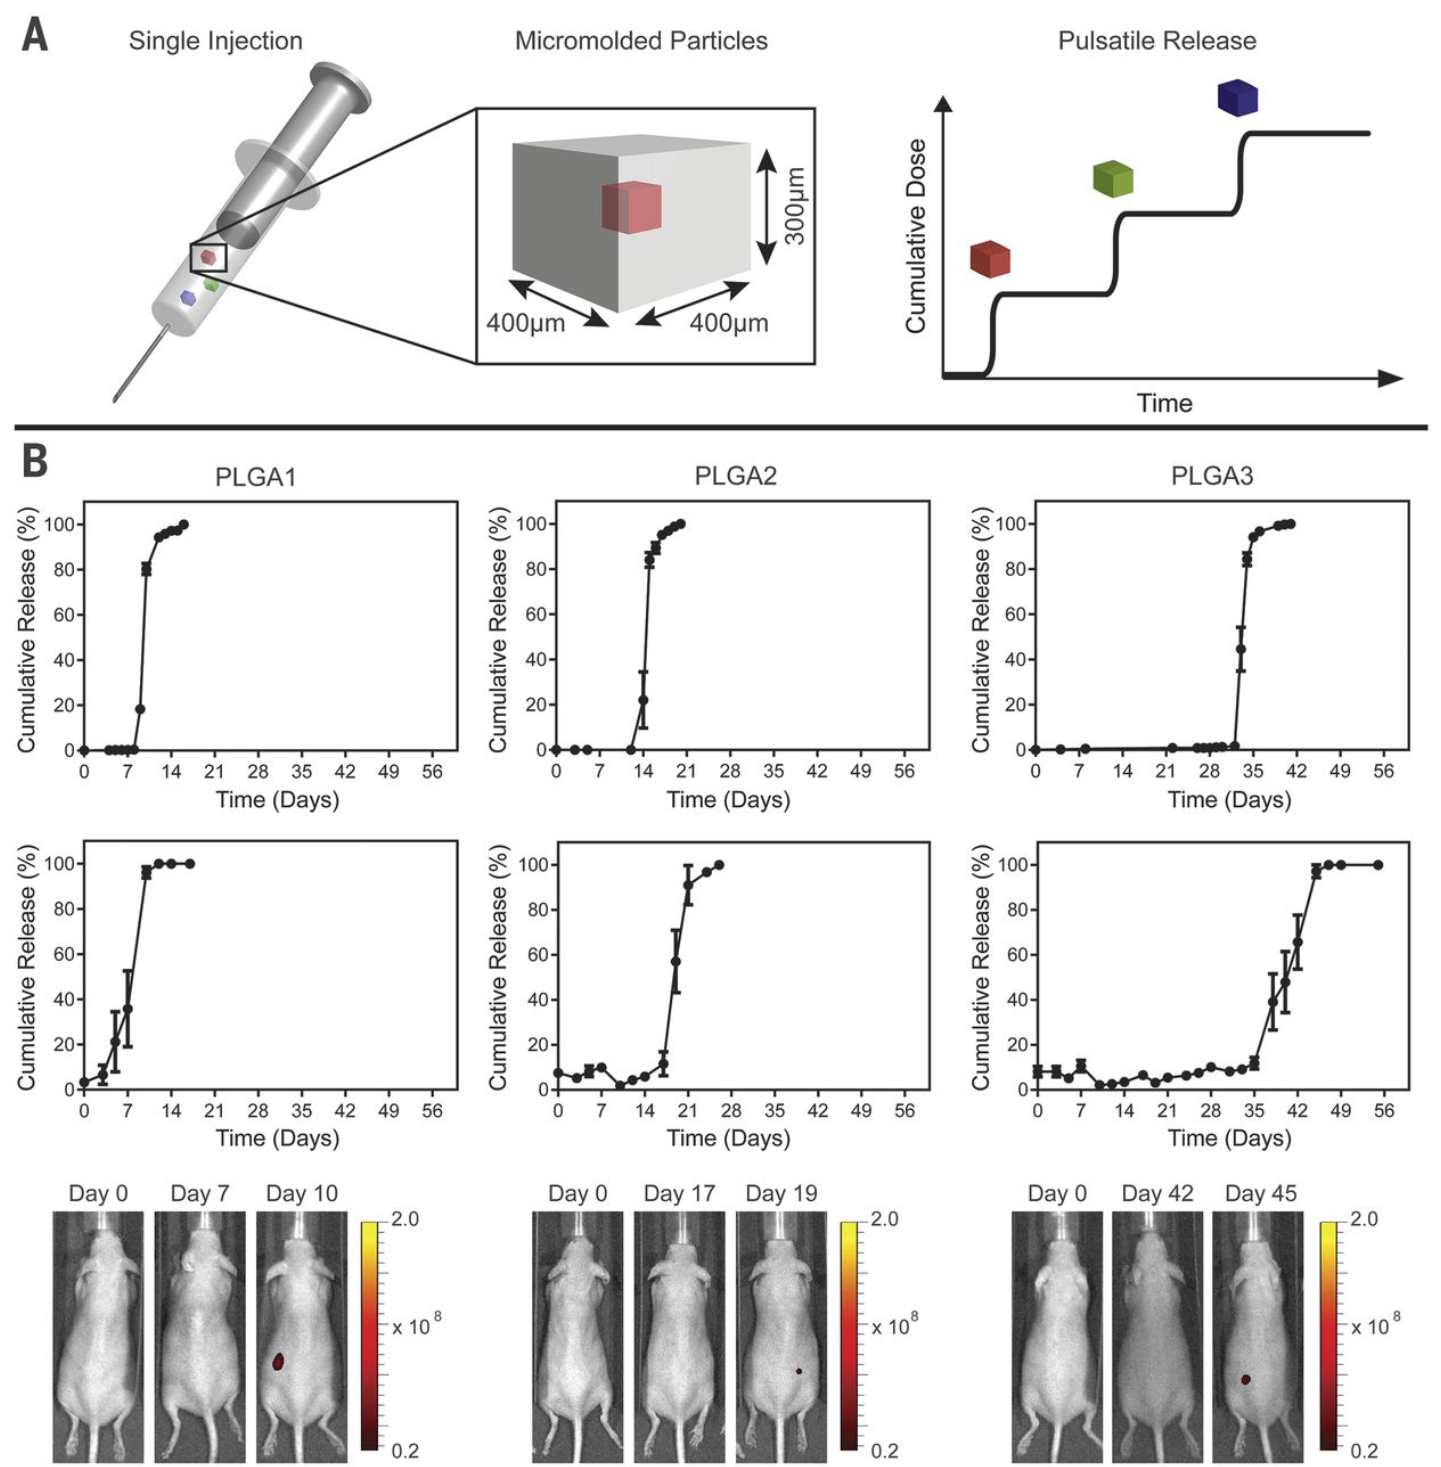 A
Single Injection
Micromolded Particles
Pulsatile Release
300µm
400µm
400µm
Cumulative Dose
Time
B
PLGA1
PLGA2
PLGA3
Cumulative Release (%)
100
80
60
40
20
0
0 7 14 21 28 35 42 49 56
Time (Days)
Cumulative Release (%)
100
80
60
40
20
0
0 7 14 21 28 35 42 49 56
Time (Days)
Cumulative Release (%)
100
80
60
40
20
0
0 7 14 21 28 35 42 49 56
Time (Days)
Cumulative Release (%)
100
80
60
40
20
0
0 7 14 21 28 35 42 49 56
Time (Days)
Cumulative Release (%)
100
80
60
40
20
0
0 7 14 21 28 35 42 49 56
Time (Days)
Cumulative Release (%)
100
80
60
40
20
0
0 7 14 21 28 35 42 49 56
Time (Days)
Day 0
Day 7
Day 10
2.0
x 10⁸
0.2
Day 0
Day 17
Day 19
2.0
x 10⁸
0.2
Day 0
Day 42
Day 45
2.0
x 10⁸
0.2